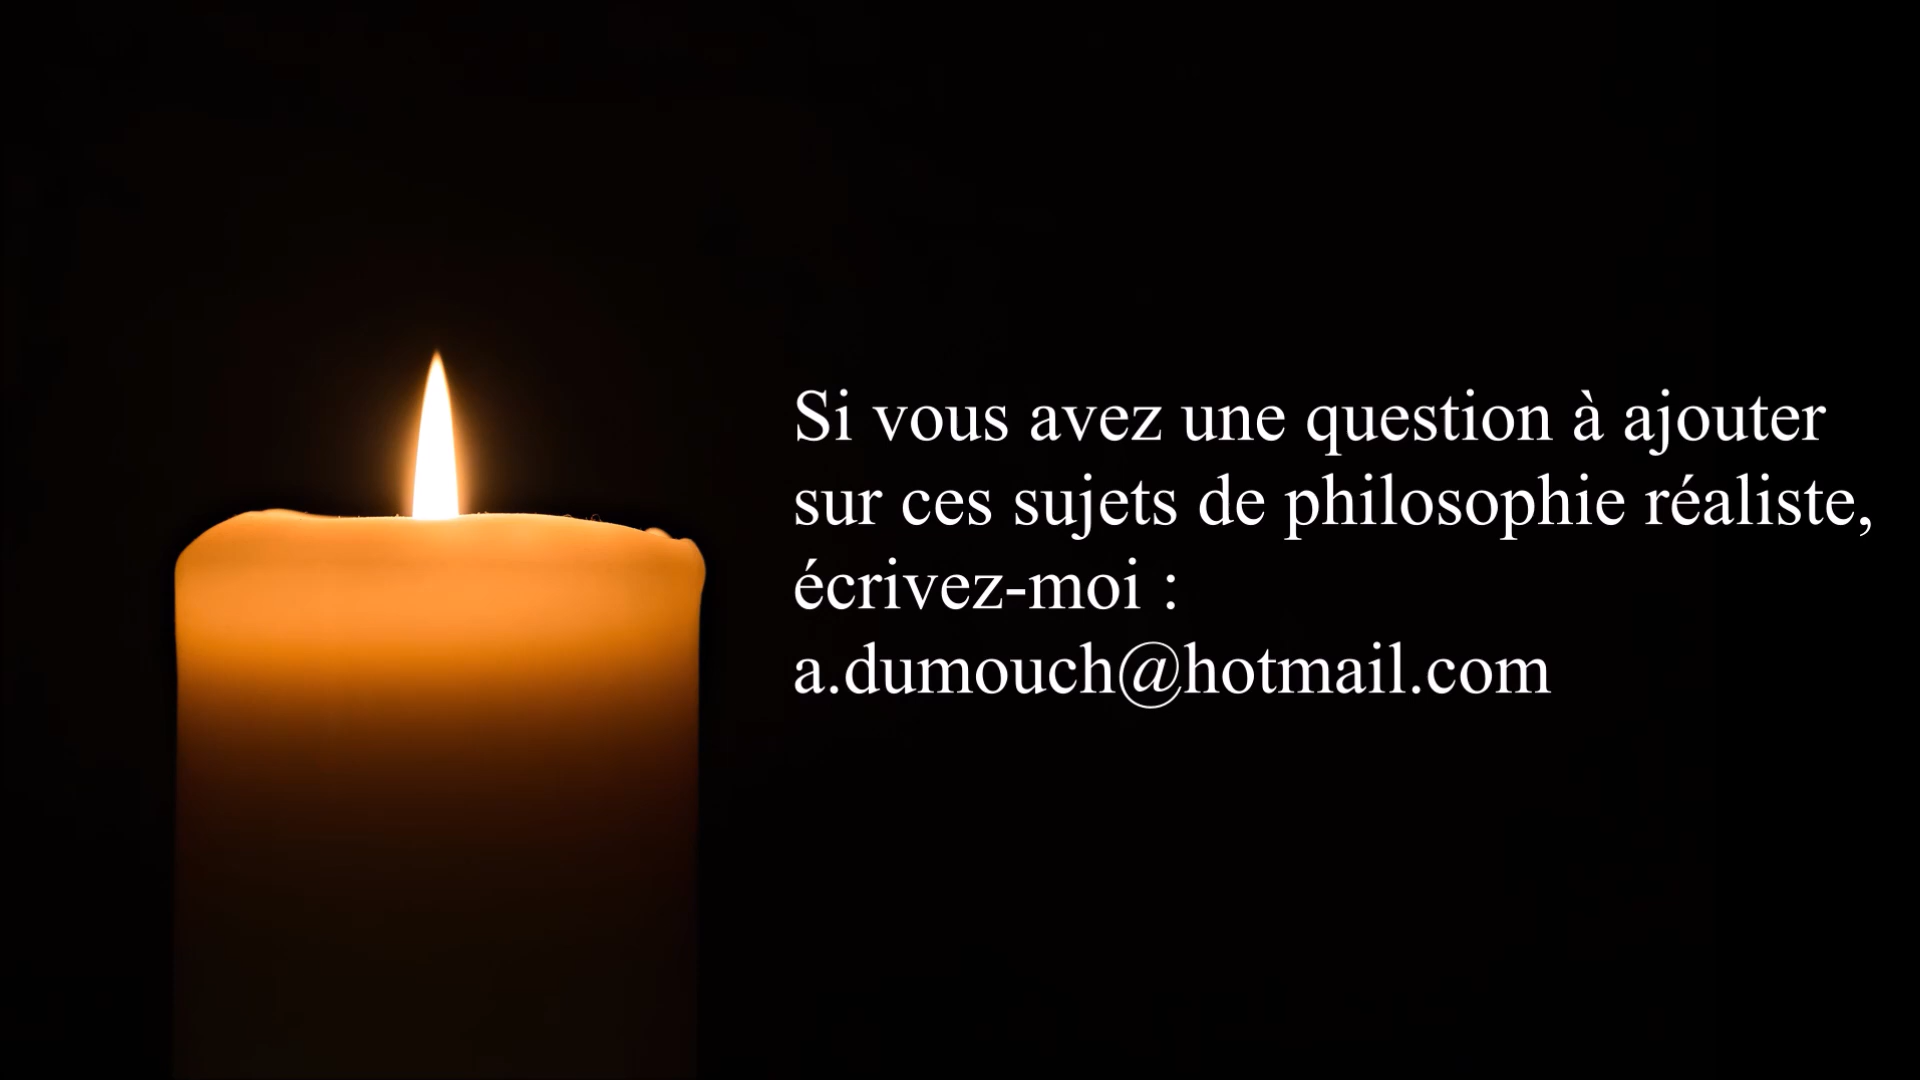 Si vous avez une question à ajouter
sur ces sujets de philosophie réaliste,
écrivez-moi :
a.dumouch@hotmail.com